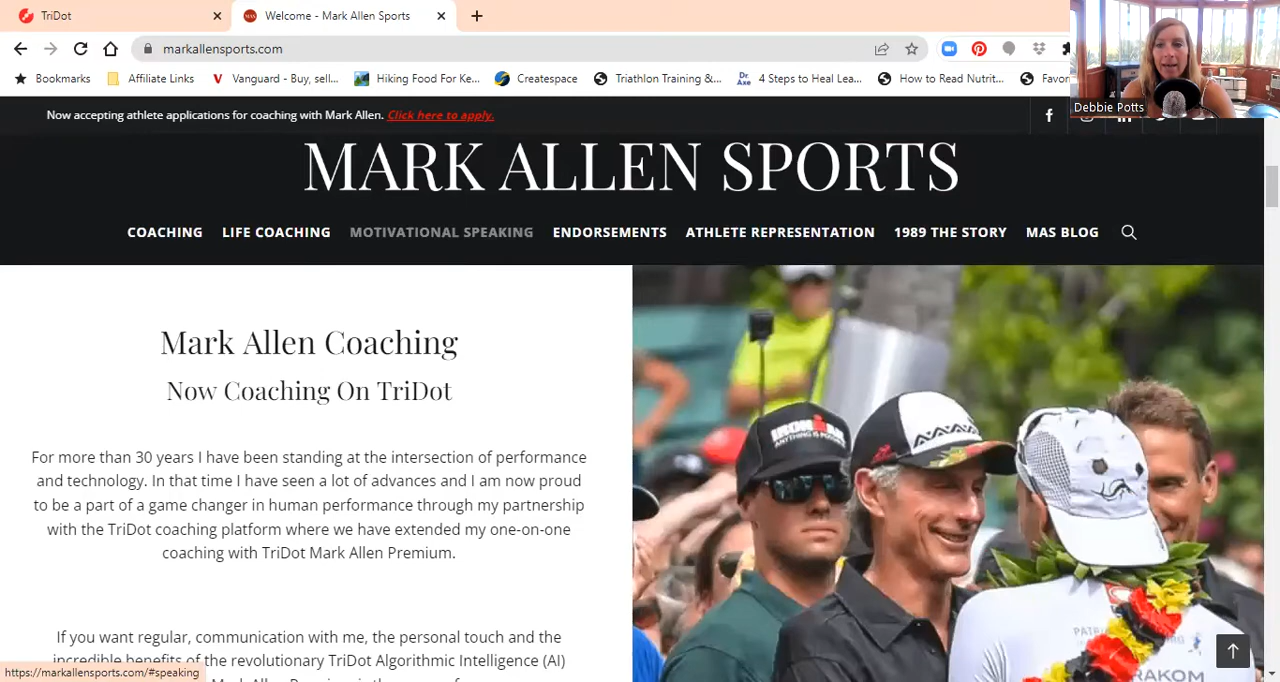 TriDot
Welcome - Mark Allen Sports
markallensports.com
Bookmarks
Affiliate Links
Vanguard - Buy, sell...
Hiking Food For Ke...
Createspace
Triathlon Training &...
Dr. Axe
4 Steps to Heal Lea...
How to Read Nutrit...
Favor
Debbie Potts
Now accepting athlete applications for coaching with Mark Allen. Click here to apply.
MARK ALLEN SPORTS
COACHING LIFE COACHING MOTIVATIONAL SPEAKING ENDORSEMENTS ATHLETE REPRESENTATION 1989 THE STORY MAS BLOG
Mark Allen Coaching
Now Coaching On TriDot
For more than 30 years I have been standing at the intersection of performance
and technology. In that time I have seen a lot of advances and I am now proud
to be a part of a game changer in human performance through my partnership
with the TriDot coaching platform where we have extended my one-on-one
coaching with TriDot Mark Allen Premium.
If you want regular, communication with me, the personal touch and the
incredible benefits of the revolutionary TriDot Algorithmic Intelligence (AI)
https://markallensports.com/#speaking
IRONMAN
ANYTHING IS POSSIBLE